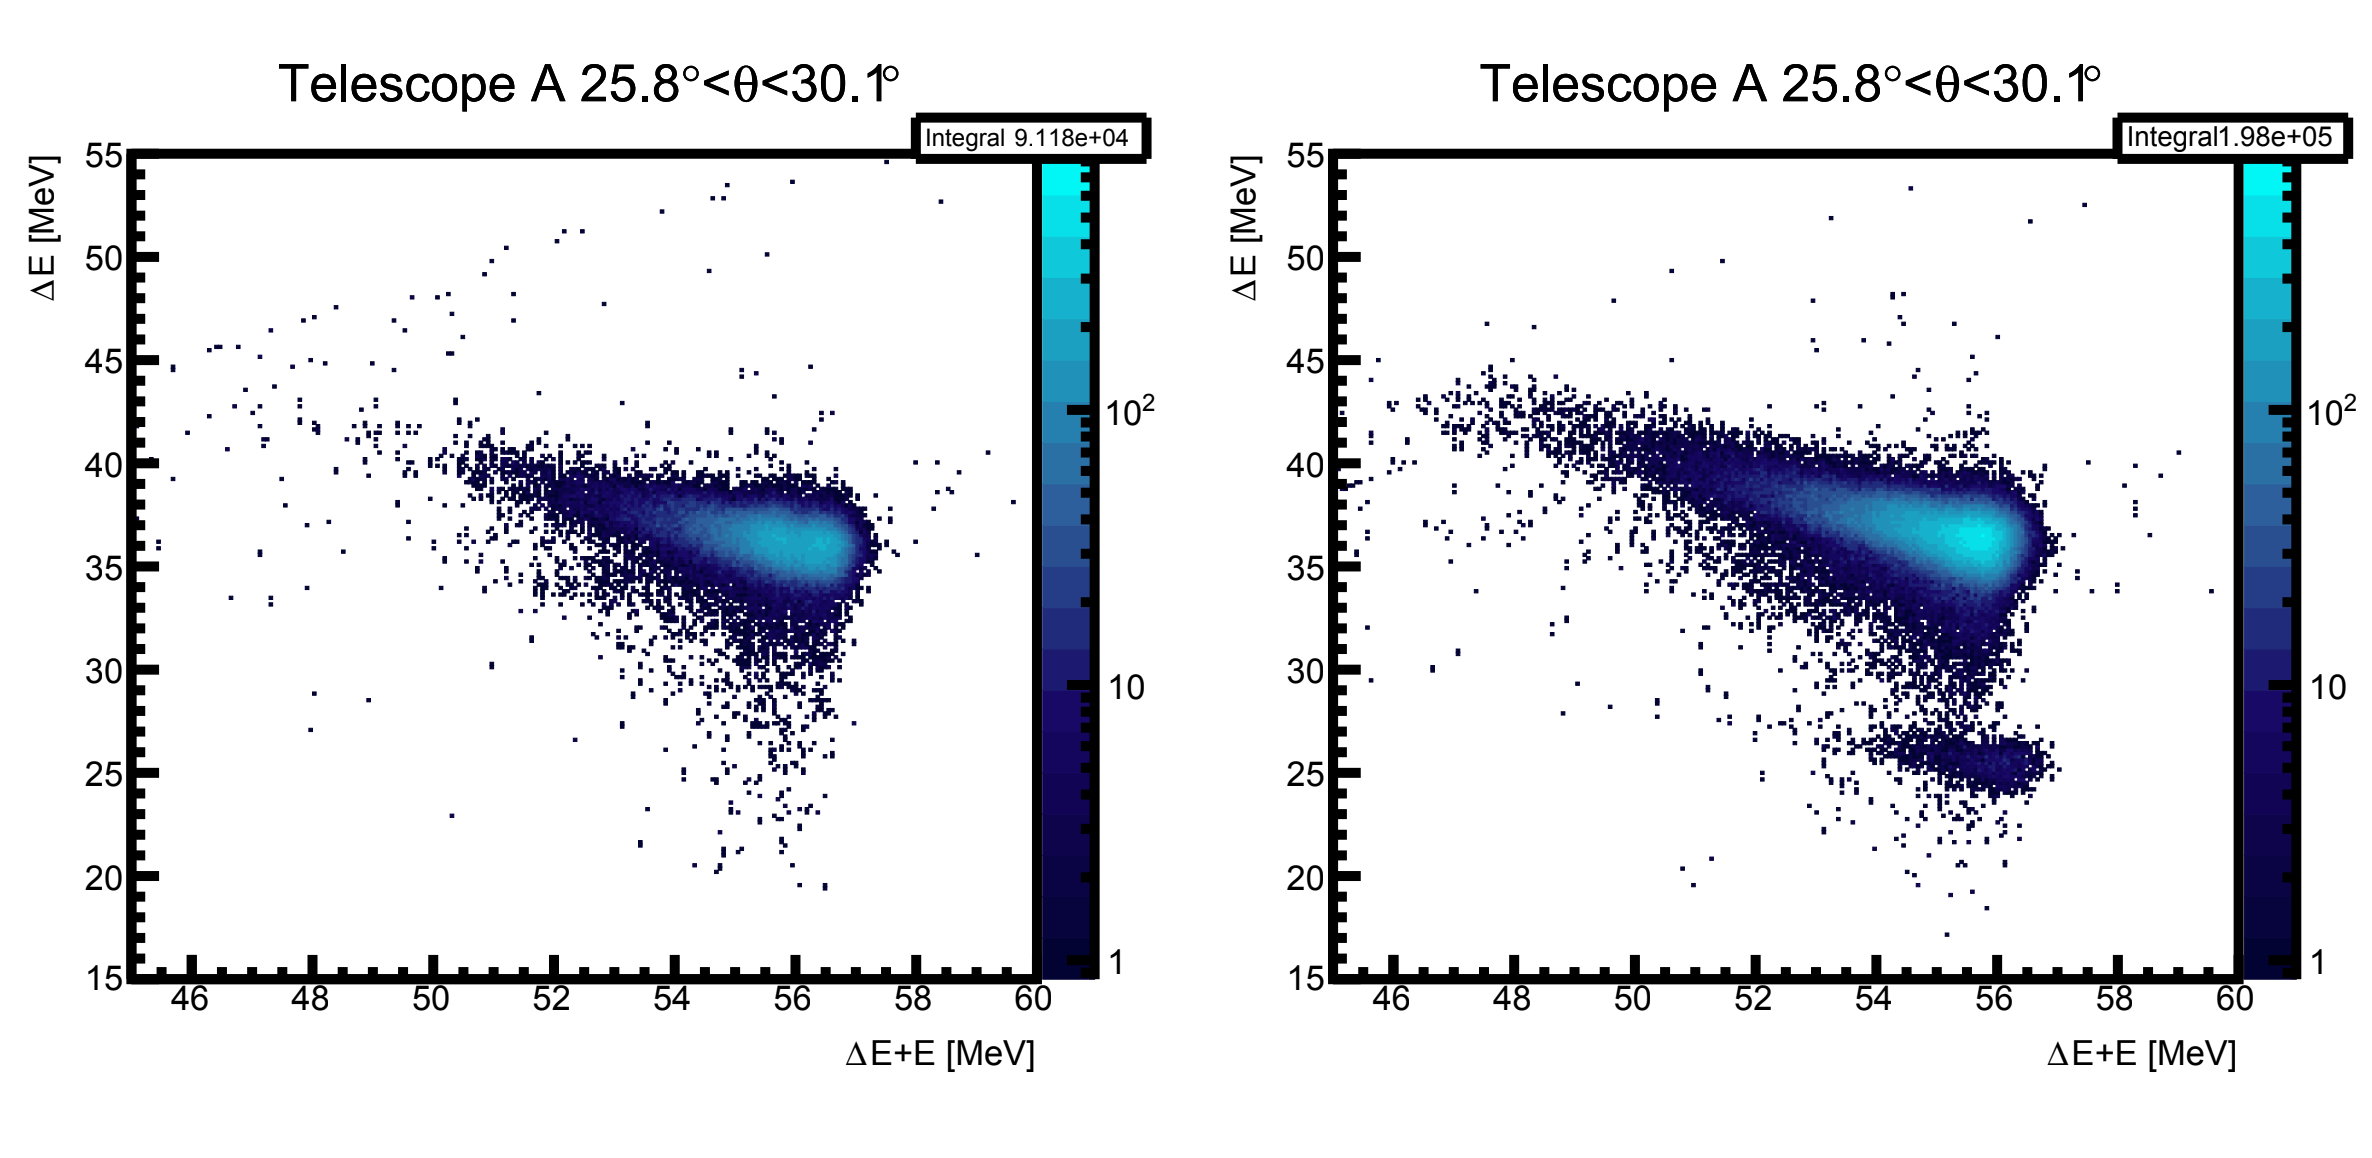 Telescope A 25.8°<θ<30.1°
Integral 9.118e+04
ΔE [MeV]
55
50
45
40
35
30
25
20
15
46 48 50 52 54 56 58 60
ΔE+E [MeV]
10²
10
1
Telescope A 25.8°<θ<30.1°
Integral1.98e+05
ΔE [MeV]
55
50
45
40
35
30
25
20
15
46 48 50 52 54 56 58 60
ΔE+E [MeV]
10²
10
1